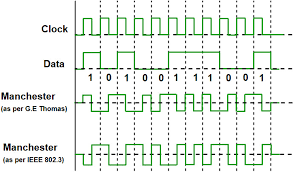 Clock
Data
1 0 1 0 0 1 1 1 0 0 1
Manchester
(as per G.E Thomas)
Manchester
(as per IEEE 802.3)